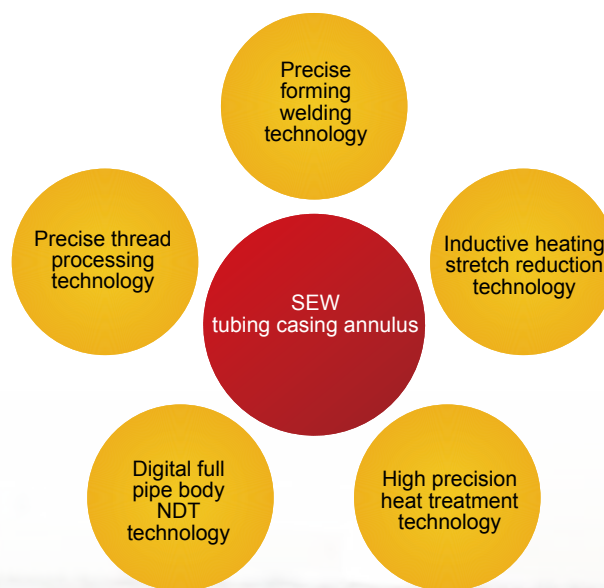 Precise
forming
welding
technology
Precise thread
processing
technology
Inductive heating
stretch reduction
technology
SEW
tubing casing annulus
Digital full
pipe body
NDT
technology
High precision
heat treatment
technology